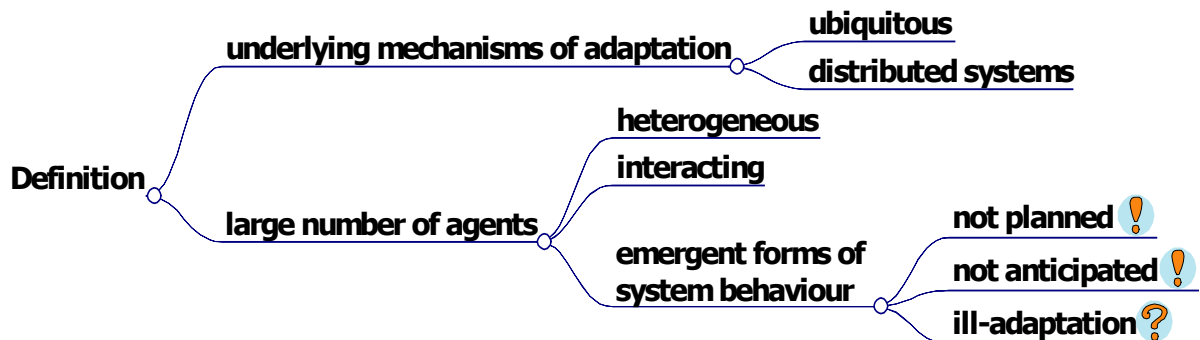 Definition
underlying mechanisms of adaptation
ubiquitous
distributed systems
large number of agents
heterogeneous
interacting
emergent forms of
system behaviour
not planned
not anticipated
ill-adaptation